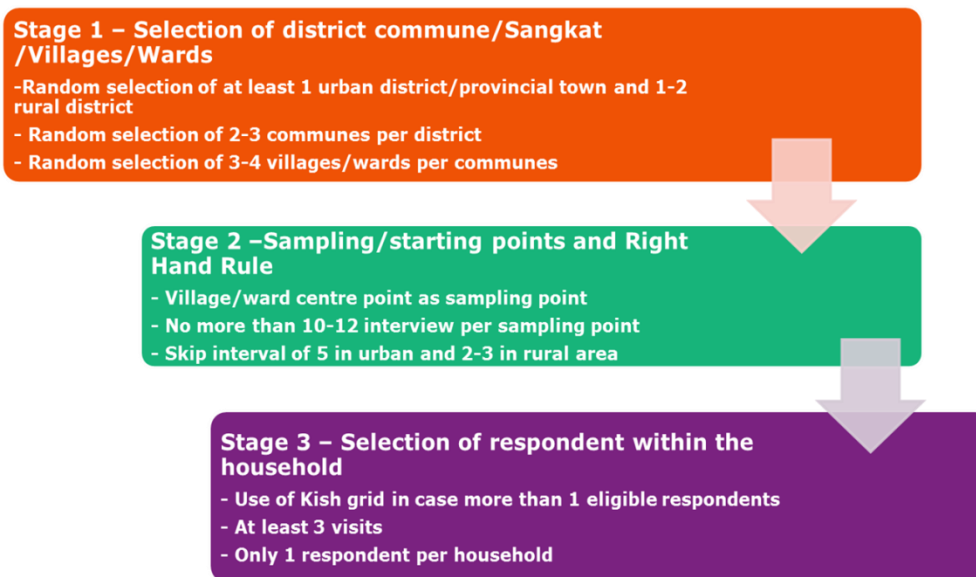 Stage 1 – Selection of district commune/Sangkat
/Villages/Wards
-Random selection of at least 1 urban district/provincial town and 1-2
rural district
- Random selection of 2-3 communes per district
- Random selection of 3-4 villages/wards per communes
Stage 2 –Sampling/starting points and Right
Hand Rule
- Village/ward centre point as sampling point
- No more than 10-12 interview per sampling point
- Skip interval of 5 in urban and 2-3 in rural area
Stage 3 – Selection of respondent within the
household
- Use of Kish grid in case more than 1 eligible respondents
- At least 3 visits
- Only 1 respondent per household